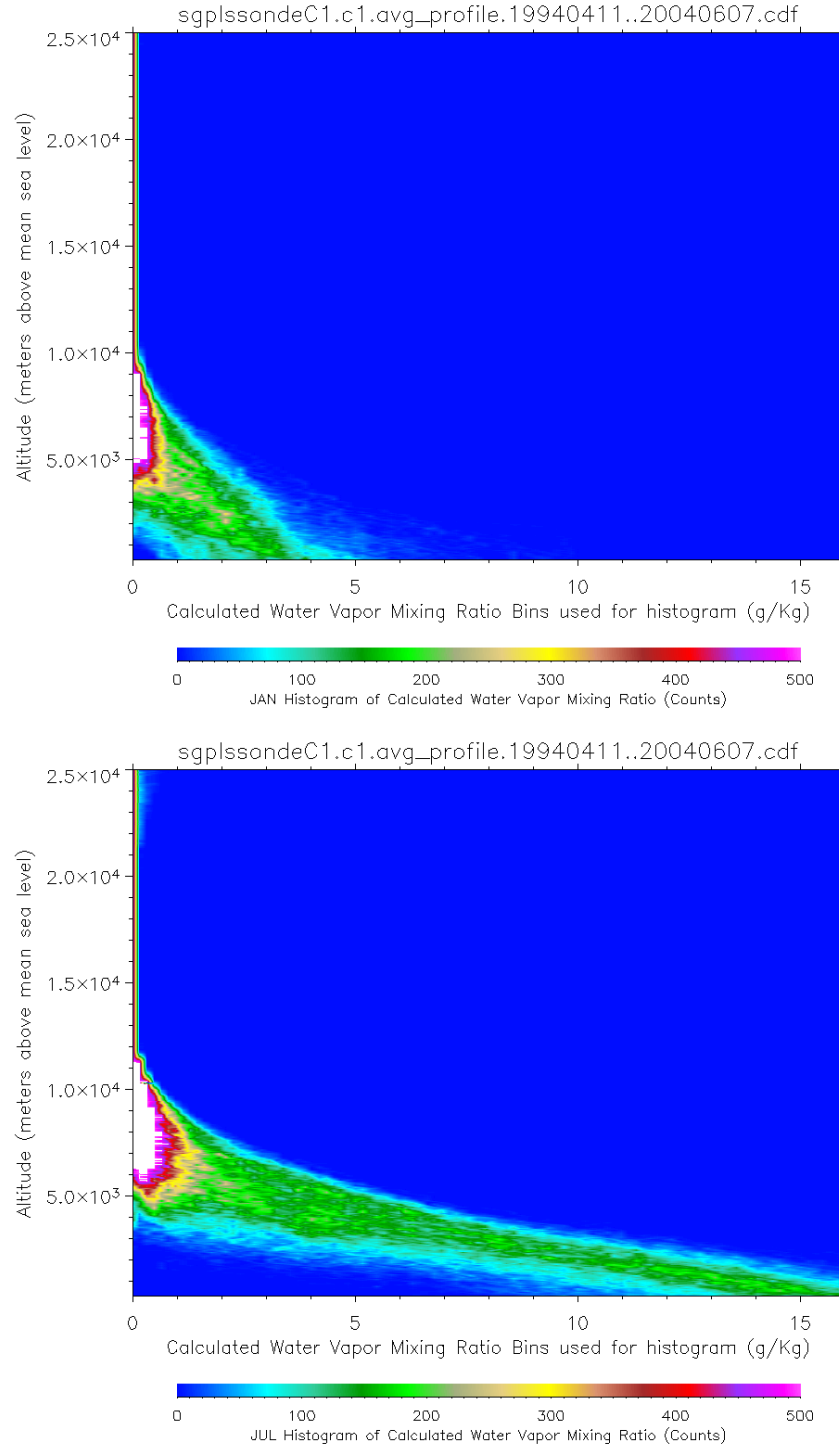 sgplssondeC1.c1.avg_profile.19940411..20040607.cdf
2.5×10⁴
2.0×10⁴
1.5×10⁴
1.0×10⁴
5.0×10³
Altitude (meters above mean sea level)
0 5 10 15
Calculated Water Vapor Mixing Ratio Bins used for histogram (g/Kg)
0 100 200 300 400 500
JAN Histogram of Calculated Water Vapor Mixing Ratio (Counts)
sgplssondeC1.c1.avg_profile.19940411..20040607.cdf
2.5×10⁴
2.0×10⁴
1.5×10⁴
1.0×10⁴
5.0×10³
Altitude (meters above mean sea level)
0 5 10 15
Calculated Water Vapor Mixing Ratio Bins used for histogram (g/Kg)
0 100 200 300 400 500
JUL Histogram of Calculated Water Vapor Mixing Ratio (Counts)